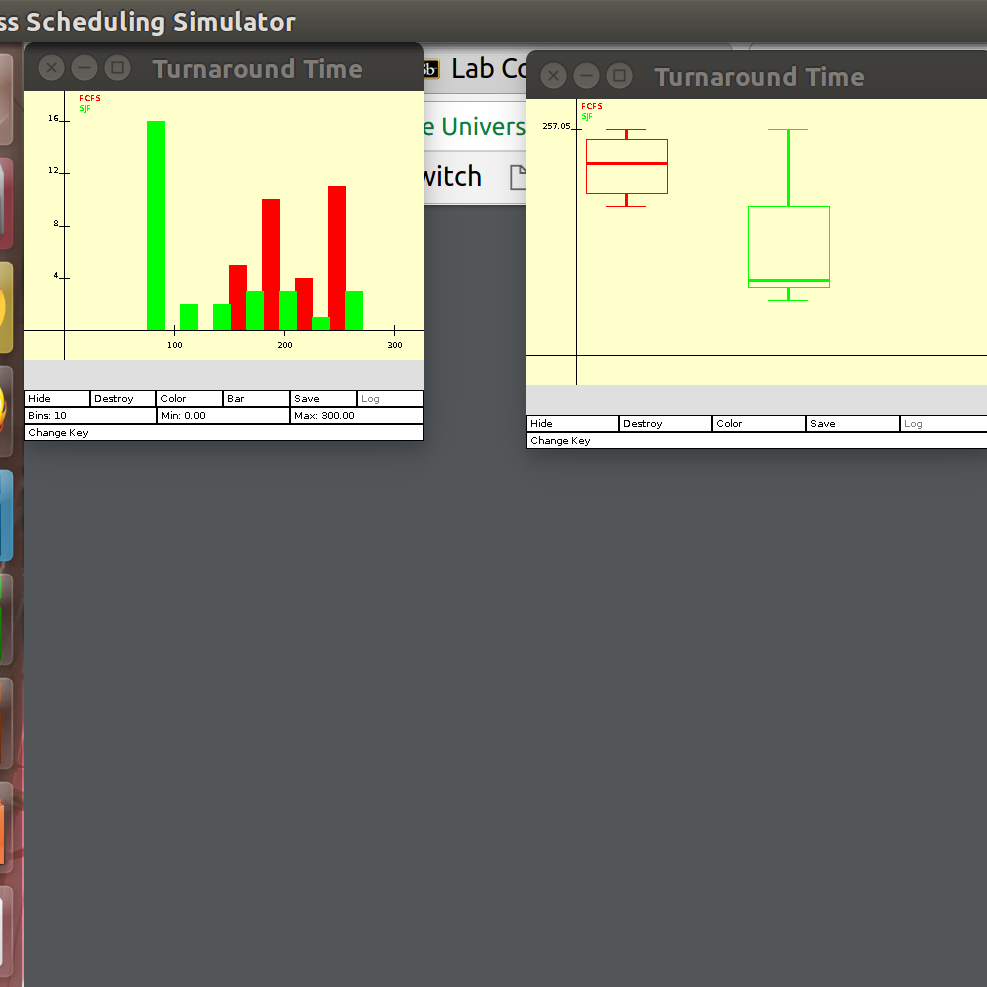 ss Scheduling Simulator
Turnaround Time
FCFS
SJF
16
12
8
4
100 200 300
Hide Destroy Color Bar Save Log
Bins: 10 Min: 0.00 Max: 300.00
Change Key
Lab Co
e Univers
witch
Turnaround Time
FCFS
SJF
257.05
Hide Destroy Color Save Log
Change Key